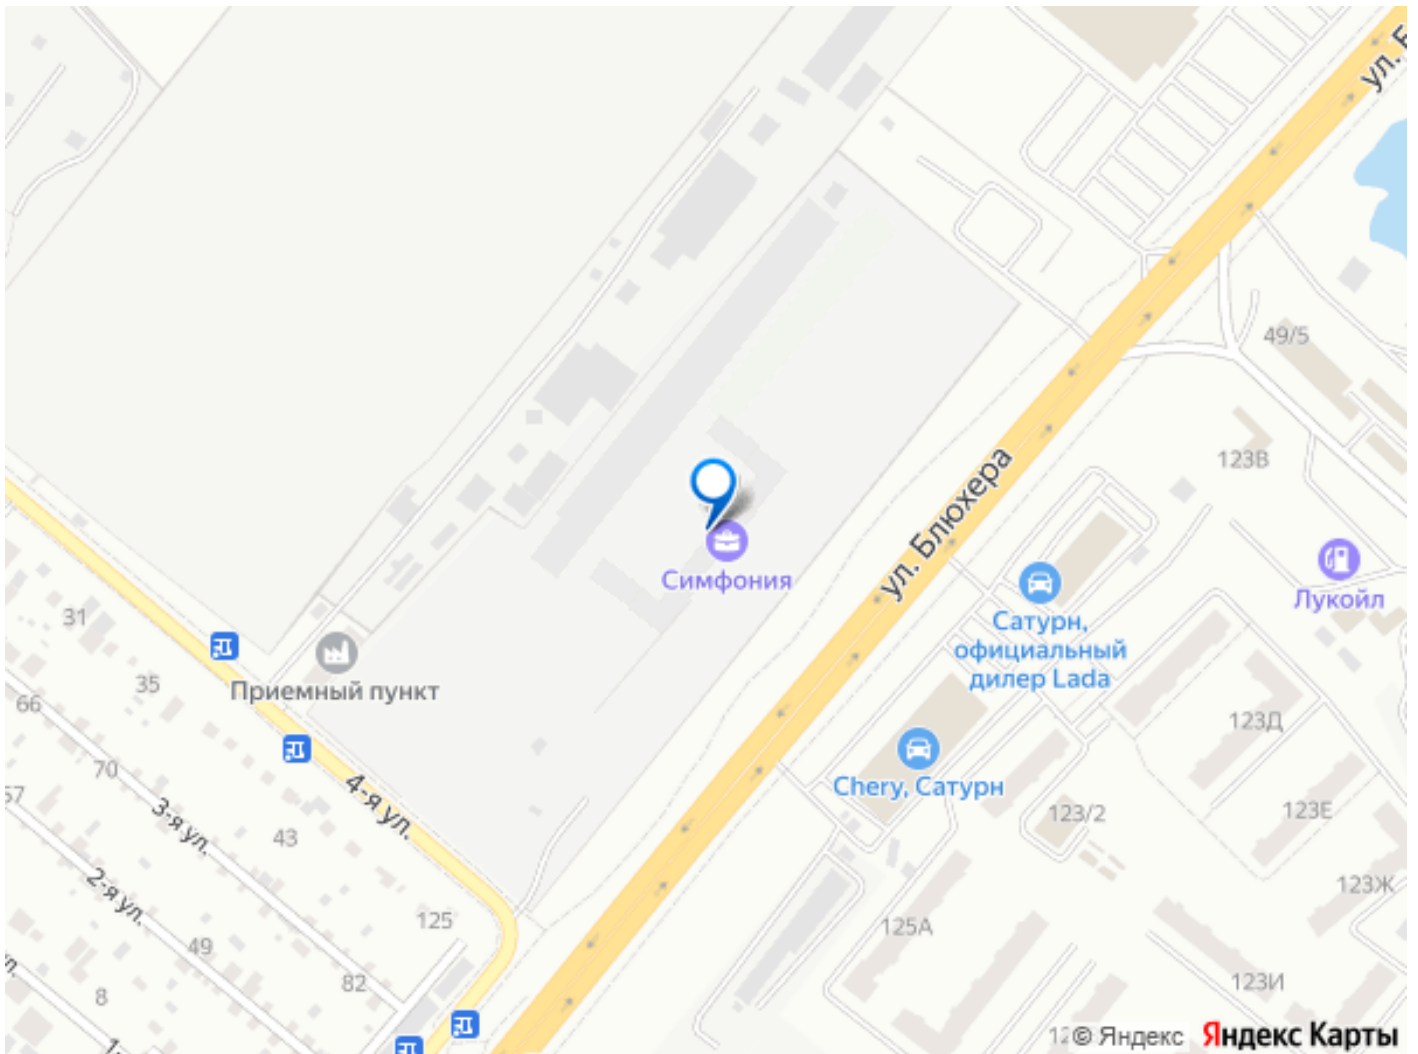 ул. Б
49/5
123В
ул. Блюхера
Симфония
Лукойл
Сатурн,
официальный
дилер Lada
31
Приемный пункт
35
66
123Д
70
Chery, Сатурн
57
4-я ул.
123/2
123Е
3-я ул.
43
123Ж
2-я ул.
125
125А
49
82
123И
8
© Яндекс Яндекс Карты